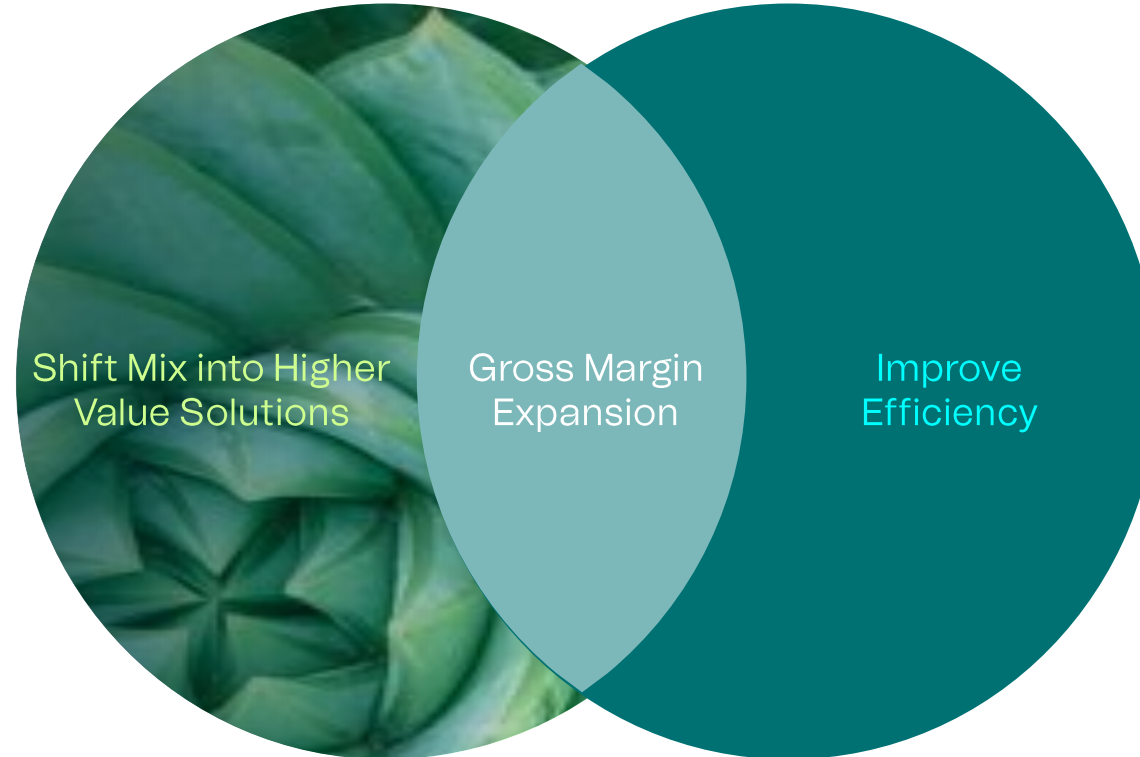 Shift Mix into Higher
Value Solutions
Gross Margin
Expansion
Improve
Efficiency